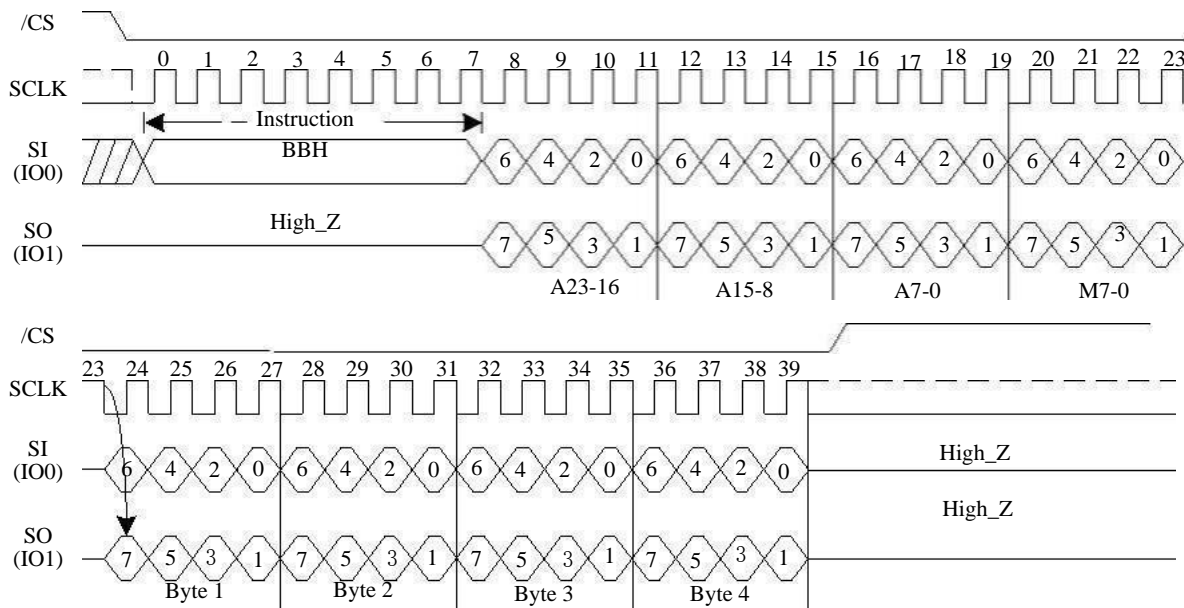 /CS
0 1 2 3 4 5 6 7 8 9 10 11 12 13 14 15 16 17 18 19 20 21 22 23
SCLK
Instruction
SI
(IO0)
BBH
6 4 2 0 6 4 2 0 6 4 2 0 6 4 2 0
SO
(IO1)
High_Z
7 5 3 1 7 5 3 1 7 5 3 1 7 5 3 1
A23-16 A15-8 A7-0 M7-0
/CS
23 24 25 26 27 28 29 30 31 32 33 34 35 36 37 38 39
SCLK
SI
(IO0)
6 4 2 0 6 4 2 0 6 4 2 0 6 4 2 0
High_Z
SO
(IO1)
7 5 3 1 7 5 3 1 7 5 3 1 7 5 3 1
High_Z
Byte 1 Byte 2 Byte 3 Byte 4